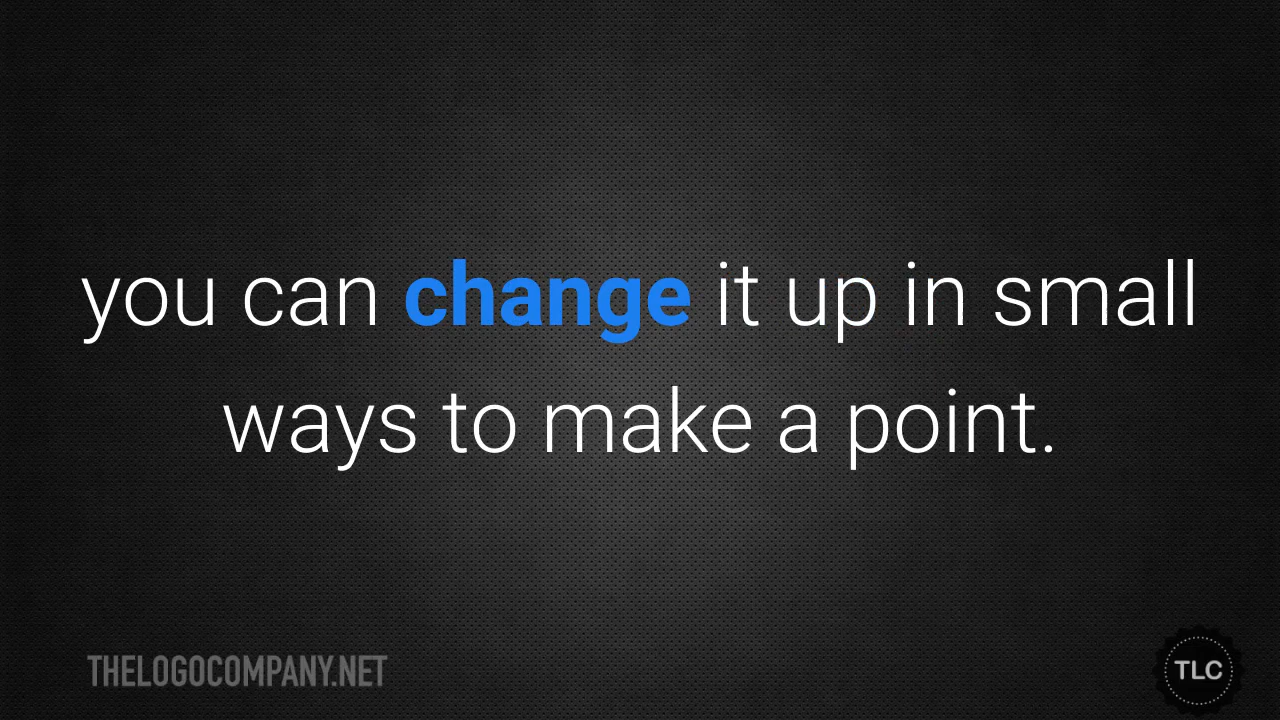 you can change it up in small
ways to make a point.
THELOGOCOMPANY.NET
TLC